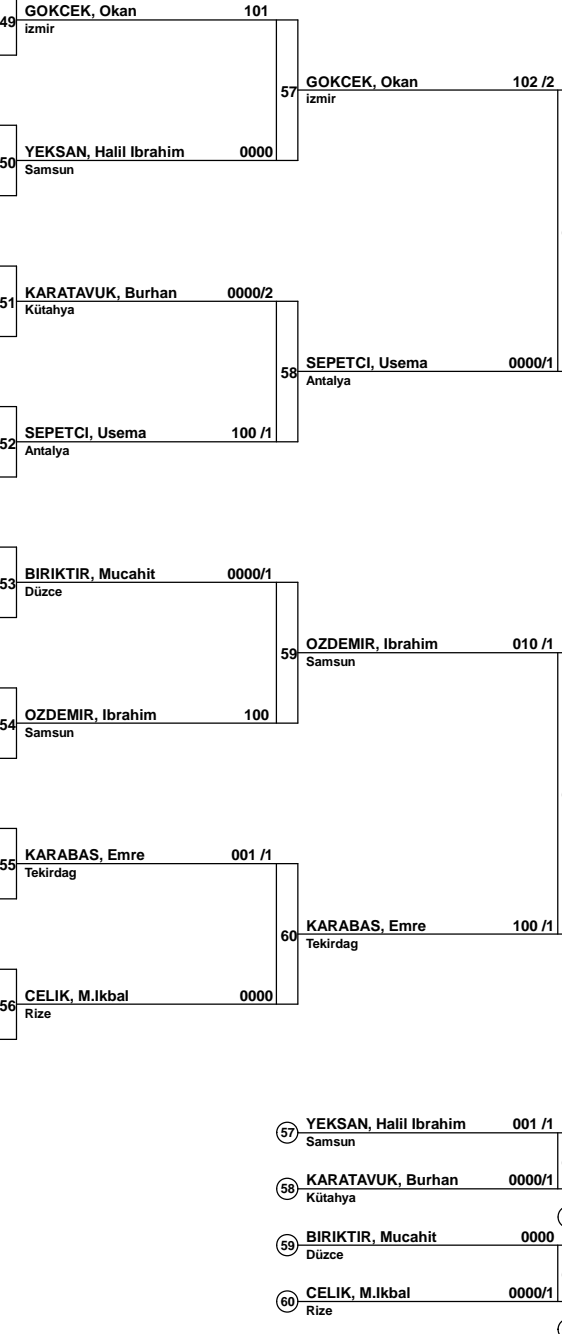 49
GOKCEK, Okan 101
izmir
57
GOKCEK, Okan 102 /2
izmir
50
YEKSAN, Halil Ibrahim 0000
Samsun
51
KARATAVUK, Burhan 0000/2
Kütahya
58
SEPETCI, Usema 0000/1
Antalya
52
SEPETCI, Usema 100 /1
Antalya
53
BIRIKTIR, Mucahit 0000/1
Düzce
59
OZDEMIR, Ibrahim 010 /1
Samsun
54
OZDEMIR, Ibrahim 100
Samsun
55
KARABAS, Emre 001 /1
Tekirdag
60
KARABAS, Emre 100 /1
Tekirdag
56
CELIK, M.Ikbal 0000
Rize
57 YEKSAN, Halil Ibrahim 001 /1
Samsun
58 KARATAVUK, Burhan 0000/1
Kütahya
59 BIRIKTIR, Mucahit 0000
Düzce
60 CELIK, M.Ikbal 0000/1
Rize